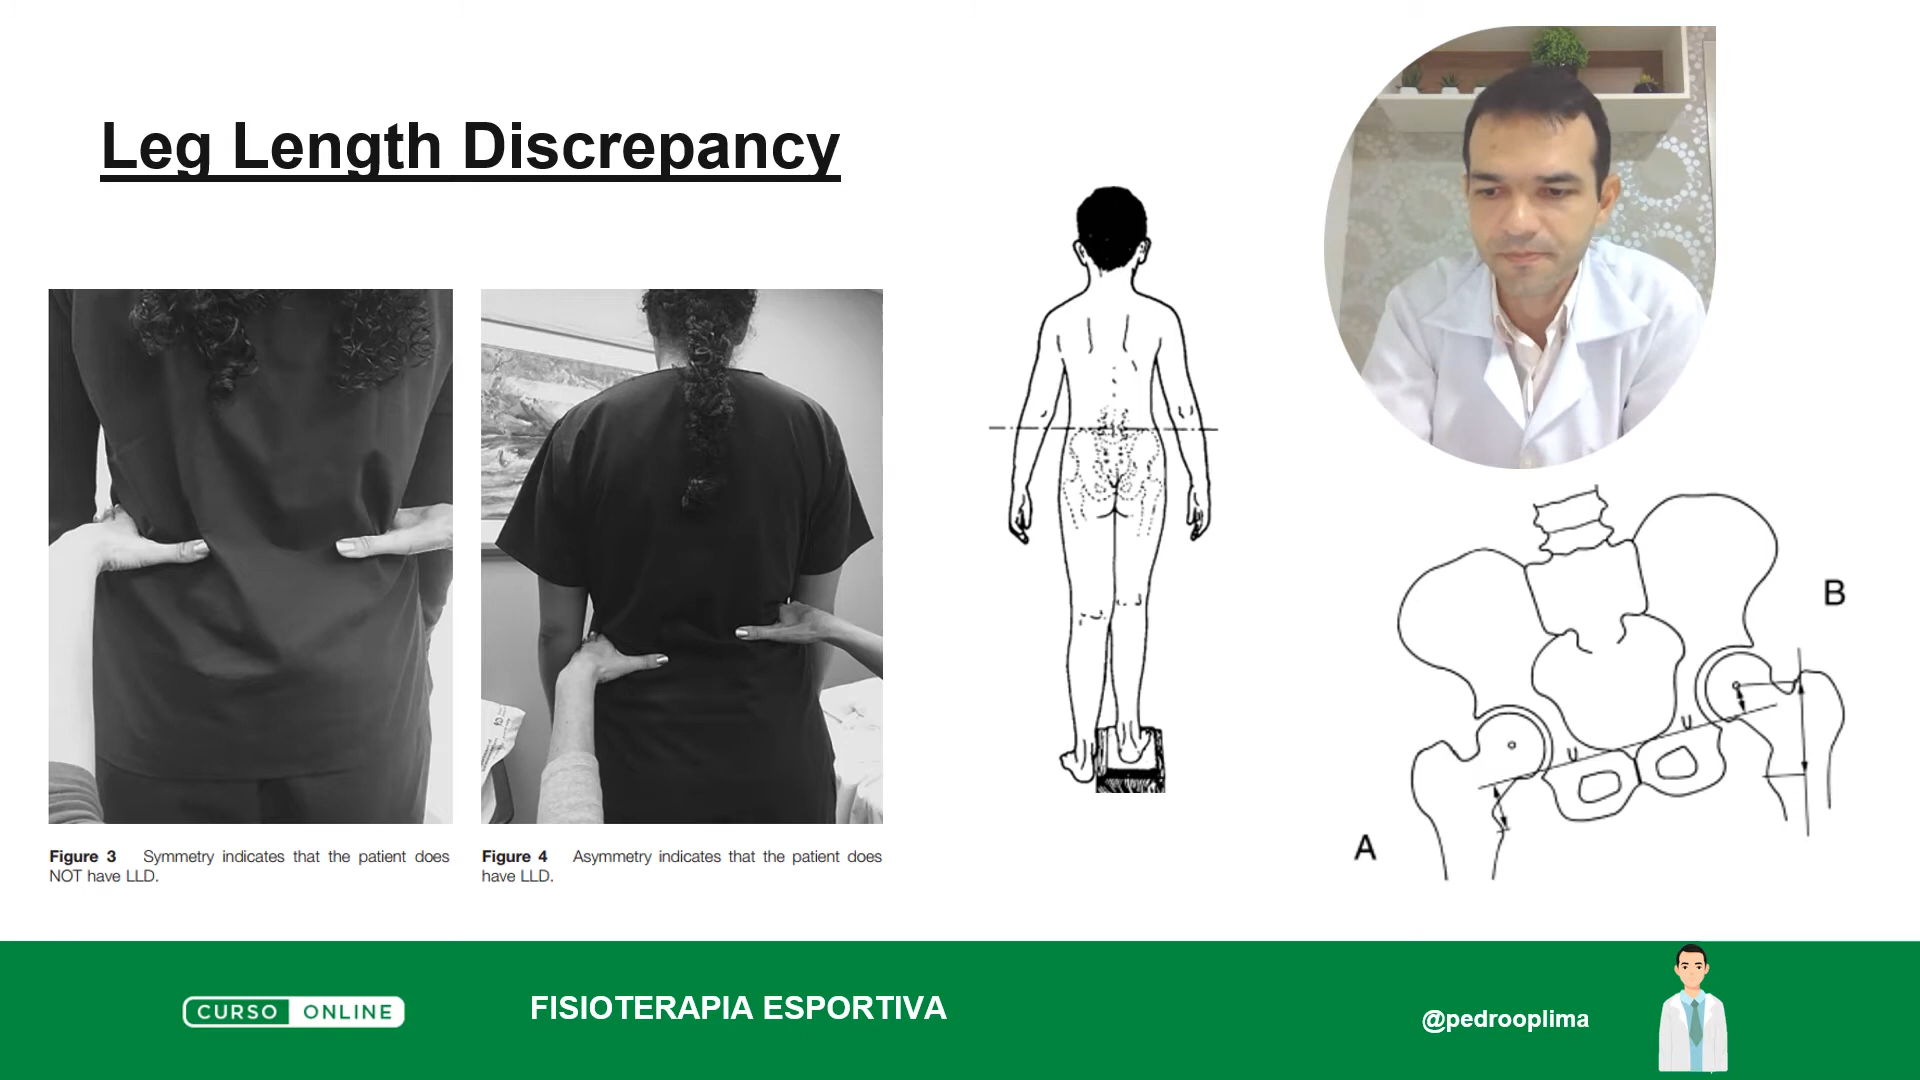 Leg Length Discrepancy
Figure 3 Symmetry indicates that the patient does
NOT have LLD.
Figure 4 Asymmetry indicates that the patient does
have LLD.
B
A
CURSO ONLINE
FISIOTERAPIA ESPORTIVA
@pedrooplima